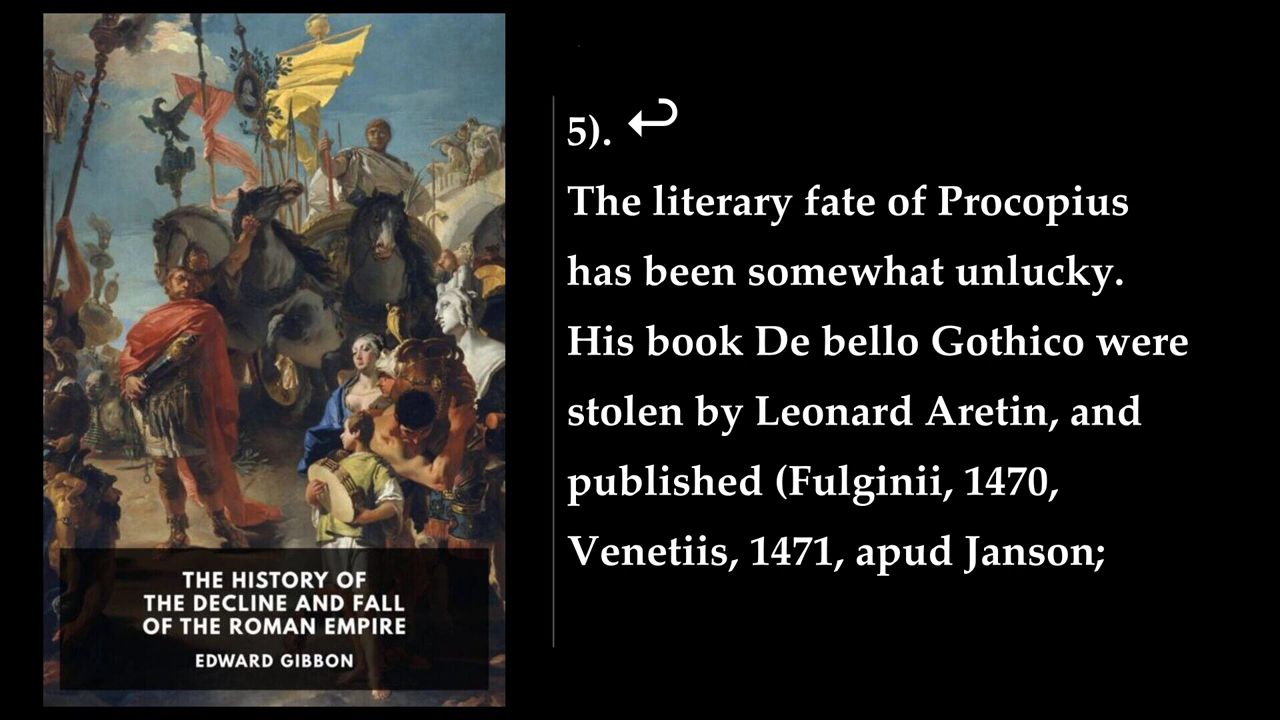 THE HISTORY OF
THE DECLINE AND FALL
OF THE ROMAN EMPIRE
EDWARD GIBBON
5). ↩
The literary fate of Procopius
has been somewhat unlucky.
His book De bello Gothico were
stolen by Leonard Aretin, and
published (Fulginii, 1470,
Venetiis, 1471, apud Janson;